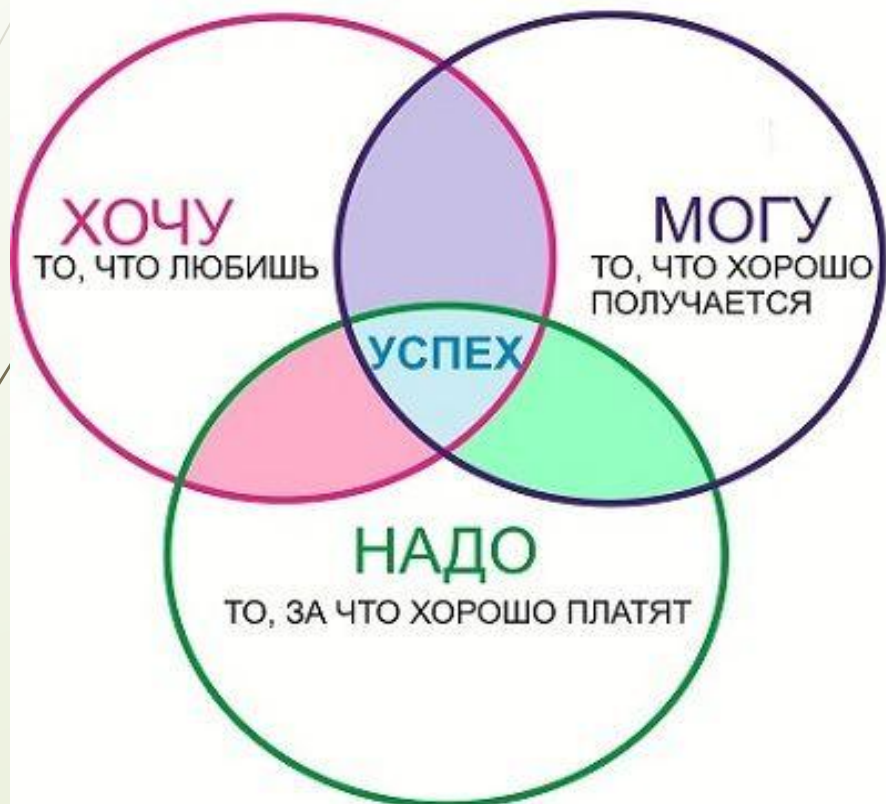 ХОЧУ
ТО, ЧТО ЛЮБИШЬ
МОГУ
ТО, ЧТО ХОРОШО
ПОЛУЧАЕТСЯ
УСПЕХ
НАДО
ТО, ЗА ЧТО ХОРОШО ПЛАТЯТ